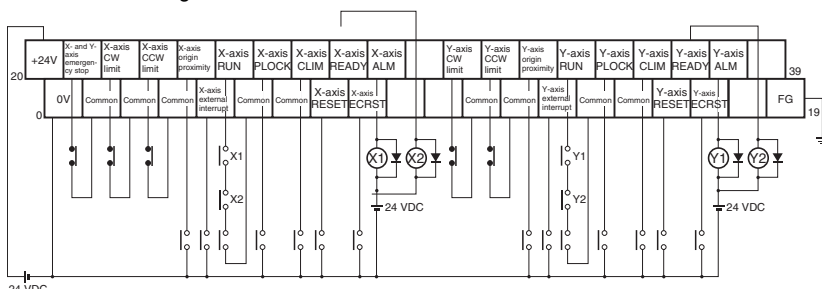 +24V
X- and Y-
axis
emergen-
cy stop
X-axis
CW
limit
X-axis
CCW
limit
X-axis
origin
proximity
X-axis
RUN
X-axis
PLOCK
X-axis
CLIM
X-axis
READY
X-axis
ALM
Y-axis
CW
limit
Y-axis
CCW
limit
Y-axis
origin
proximity
Y-axis
RUN
Y-axis
PLOCK
Y-axis
CLIM
Y-axis
READY
Y-axis
ALM
20
39
0V
Common
Common
Common
X-axis
external
interrupt
Common
Common
X-axis
RESET
X-axis
ECRST
Common
Common
Common
Y-axis
external
interrupt
Common
Common
Y-axis
RESET
Y-axis
ECRST
FG
0
19
X1
X2
X1
X2
Y1
Y2
Y1
Y2
24 VDC
24 VDC
24 VDC